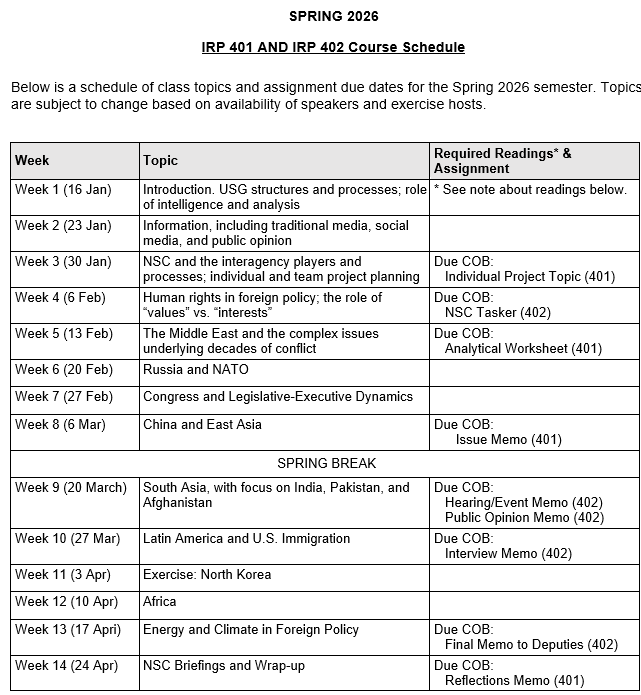 SPRING 2026
IRP 401 AND IRP 402 Course Schedule
Below is a schedule of class topics and assignment due dates for the Spring 2026 semester. Topics
are subject to change based on availability of speakers and exercise hosts.
Week
Topic
Required Readings* &
Assignment
Week 1 (16 Jan)
Introduction. USG structures and processes; role
of intelligence and analysis
* See note about readings below.
Week 2 (23 Jan)
Information, including traditional media, social
media, and public opinion
Week 3 (30 Jan)
NSC and the interagency players and
processes; individual and team project planning
Due COB:
Individual Project Topic (401)
Week 4 (6 Feb)
Human rights in foreign policy; the role of
“values” vs. “interests”
Due COB:
NSC Tasker (402)
Week 5 (13 Feb)
The Middle East and the complex issues
underlying decades of conflict
Due COB:
Analytical Worksheet (401)
Week 6 (20 Feb)
Russia and NATO
Week 7 (27 Feb)
Congress and Legislative-Executive Dynamics
Week 8 (6 Mar)
China and East Asia
Due COB:
Issue Memo (401)
SPRING BREAK
Week 9 (20 March)
South Asia, with focus on India, Pakistan, and
Afghanistan
Due COB:
Hearing/Event Memo (402)
Public Opinion Memo (402)
Week 10 (27 Mar)
Latin America and U.S. Immigration
Due COB:
Interview Memo (402)
Week 11 (3 Apr)
Exercise: North Korea
Week 12 (10 Apr)
Africa
Week 13 (17 Apri)
Energy and Climate in Foreign Policy
Due COB:
Final Memo to Deputies (402)
Week 14 (24 Apr)
NSC Briefings and Wrap-up
Due COB:
Reflections Memo (401)